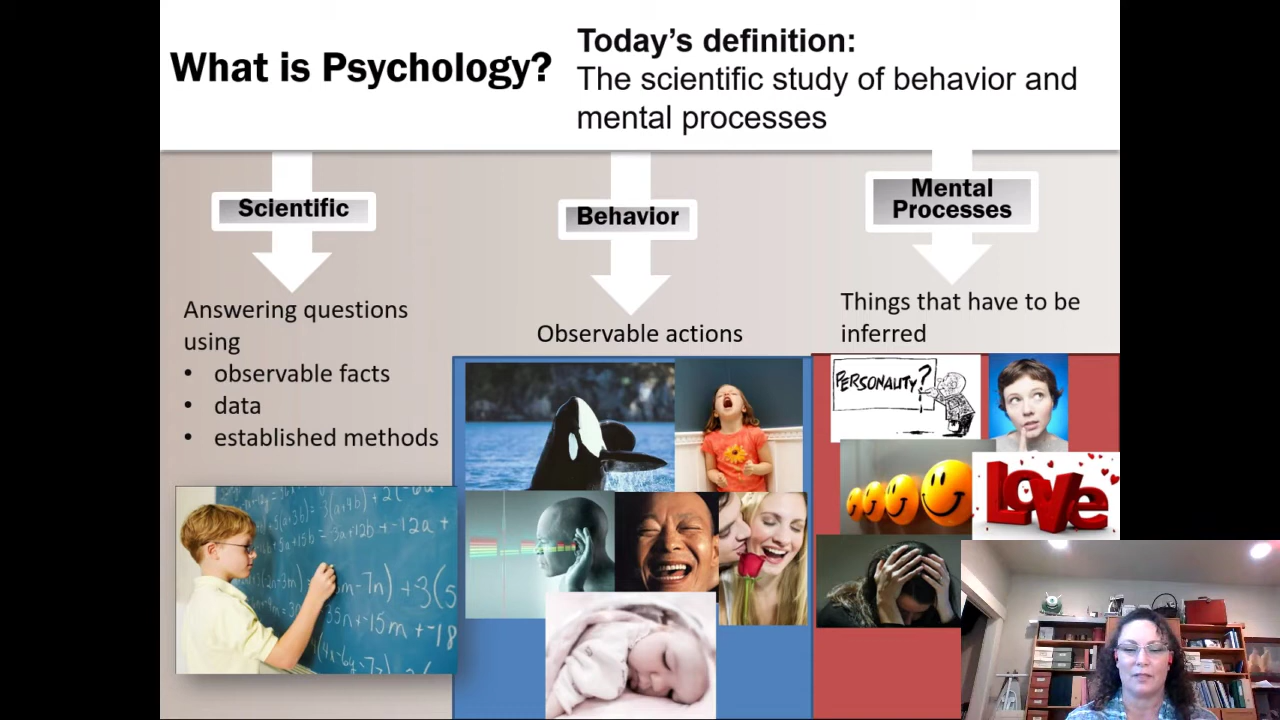 What is Psychology?
Today's definition:
The scientific study of behavior and
mental processes
Scientific
Behavior
Mental
Processes
Answering questions
using
• observable facts
• data
• established methods
Observable actions
Things that have to be
inferred
PERSONALITY?
LOVE